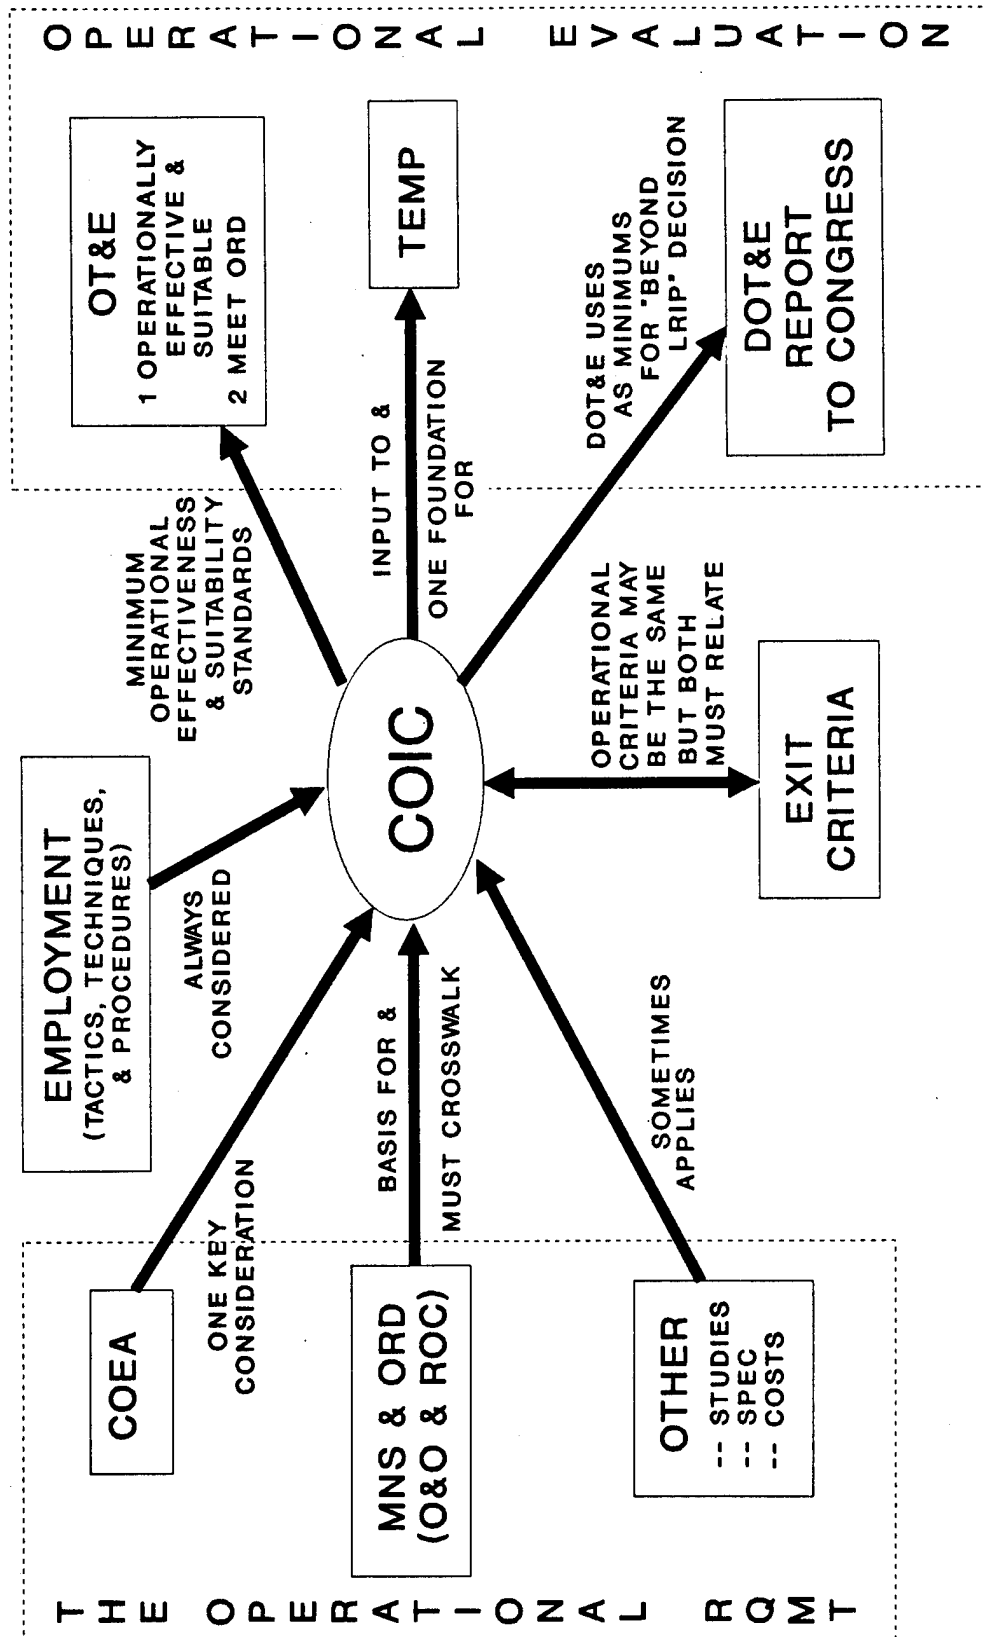 THE OPERATIONAL RQMT
COEA
ONE KEY
CONSIDERATION
MNS & ORD
(O&O & ROC)
BASIS FOR &
MUST CROSSWALK
OTHER
-- STUDIES
-- SPEC
-- COSTS
SOMETIMES
APPLIES
EMPLOYMENT
(TACTICS, TECHNIQUES,
& PROCEDURES)
ALWAYS
CONSIDERED
COIC
EXIT
CRITERIA
OPERATIONAL
CRITERIA MAY
BE THE SAME
BUT BOTH
MUST RELATE
MINIMUM
OPERATIONAL
EFFECTIVENESS
& SUITABILITY
STANDARDS
OT&E
1 OPERATIONALLY
EFFECTIVE &
SUITABLE
2 MEET ORD
INPUT TO &
ONE FOUNDATION
FOR
TEMP
DOT&E USES
AS MINIMUMS
FOR "BEYOND
LRIP" DECISION
DOT&E
REPORT
TO CONGRESS
OPERATIONAL EVALUATION